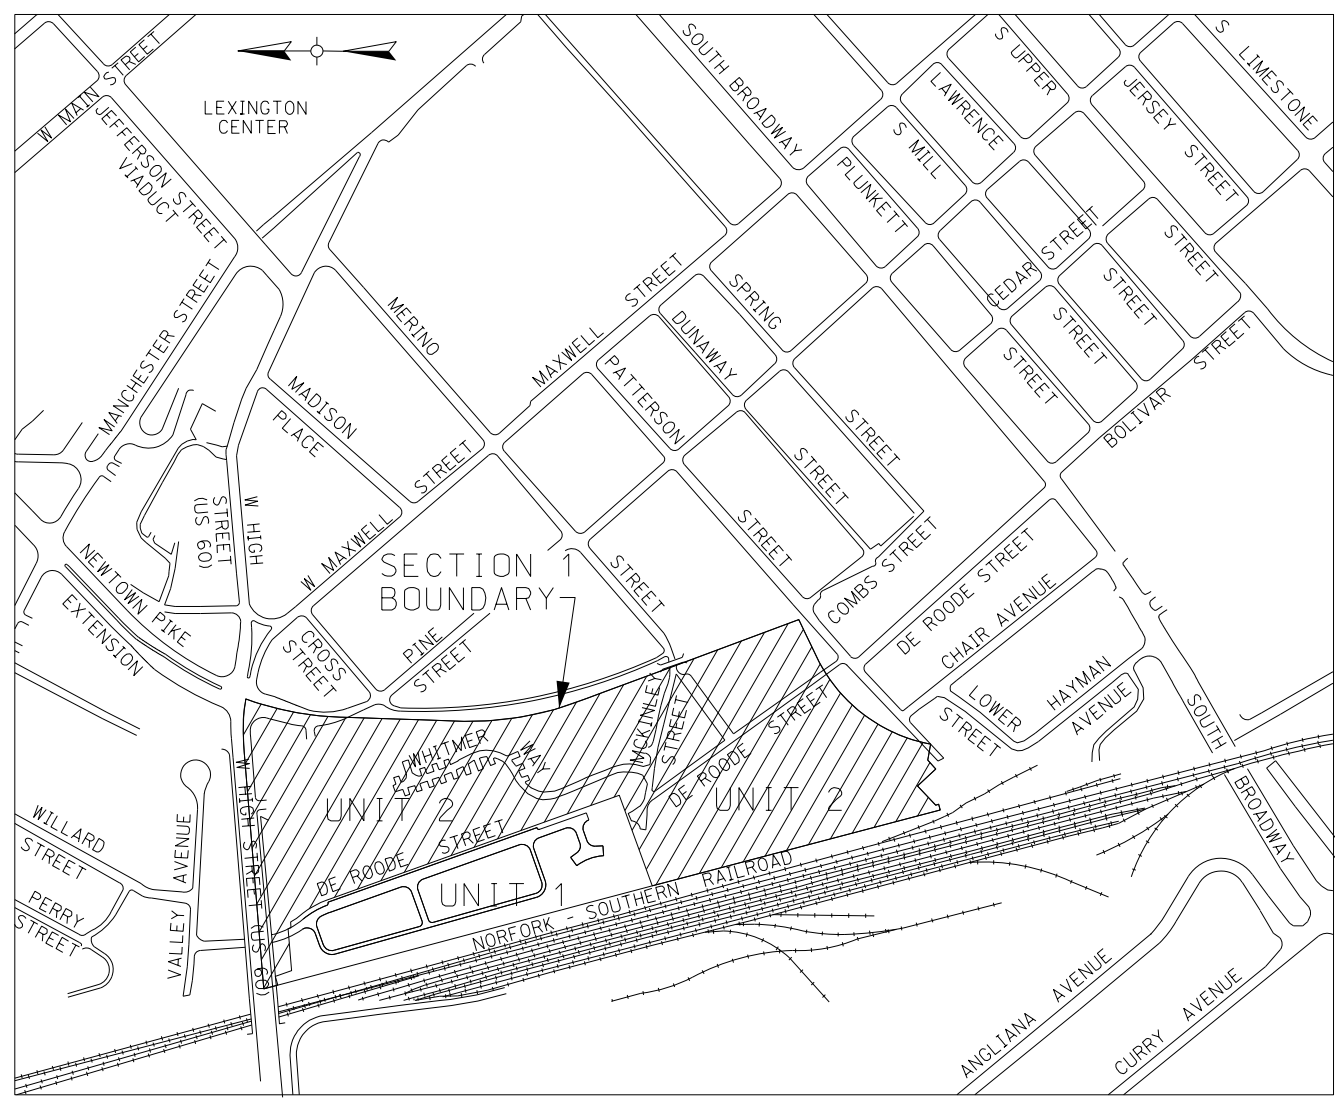 W MAIN STREET
LEXINGTON
CENTER
JEFFERSON STREET
VIADUCT
SOUTH BROADWAY
S UPPER
STREET
S LIMESTONE
LAWRENCE
STREET
JERSEY STREET
S MILL
STREET
PLUNKETT
STREET
CEDAR STREET
BOLIVAR STREET
MANCHESTER STREET
MERINO
STREET
MAXWELL STREET
SPRING
STREET
DUNAWAY
STREET
PATTERSON
STREET
MADISON
PLACE
W HIGH
STREET
(US 60)
W MAXWELL STREET
SECTION 1
BOUNDARY
COMBS STREET
DE ROODE STREET
CHAIR AVENUE
NEWTOWN PIKE
EXTENSION
CROSS
STREET
PINE
STREET
LOWER
STREET
HAYMAN
AVENUE
SOUTH BROADWAY
MCKINLEY
STREET
WHITMER WAY
DE ROODE STREET
UNIT 2
UNIT 2
W HIGH STREET (US 60)
WILLARD
STREET
VALLEY AVENUE
PERRY
STREET
DE ROODE STREET
UNIT 1
NORFORK - SOUTHERN RAILROAD
ANGLIANA AVENUE
CURRY AVENUE